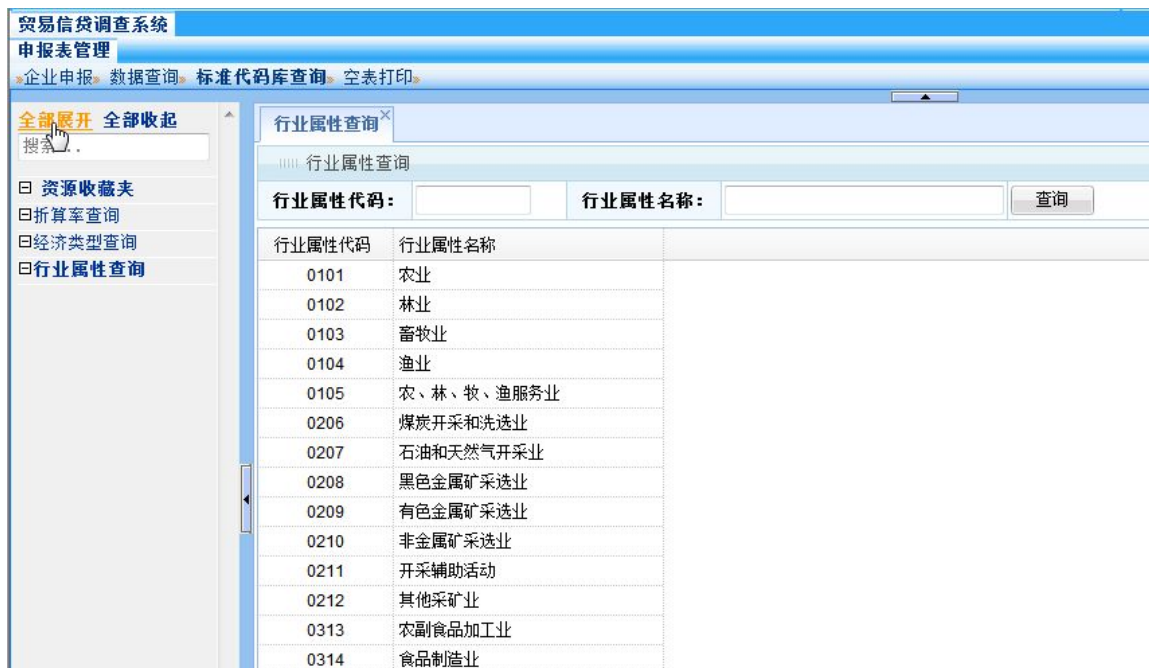 贸易信贷调查系统
申报表管理
企业申报 数据查询 标准代码库查询 空表打印
全部展开 全部收起
搜索...
资源收藏夹
折算率查询
经济类型查询
行业属性查询
行业属性查询
行业属性查询
行业属性代码: 行业属性名称: 查询
行业属性代码 行业属性名称
0101 农业
0102 林业
0103 畜牧业
0104 渔业
0105 农、林、牧、渔服务业
0206 煤炭开采和洗选业
0207 石油和天然气开采业
0208 黑色金属矿采选业
0209 有色金属矿采选业
0210 非金属矿采选业
0211 开采辅助活动
0212 其他采矿业
0313 农副食品加工业
0314 食品制造业